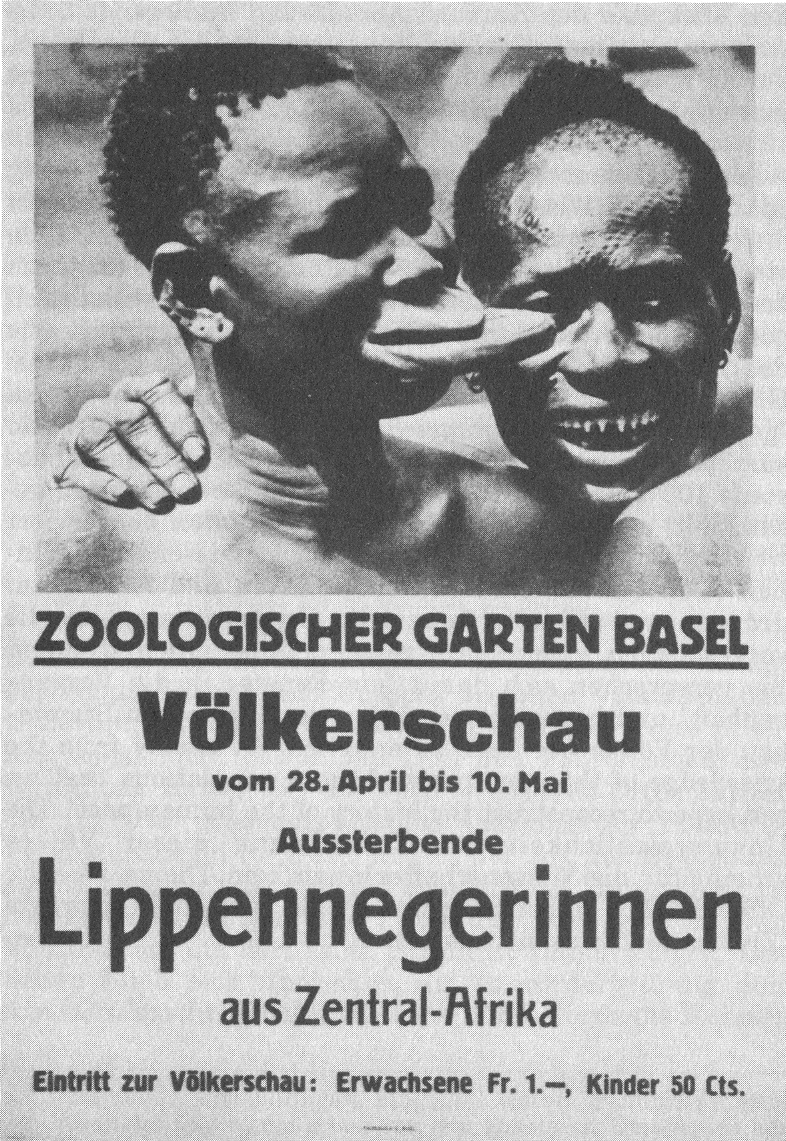 ZOOLOGISCHER GARTEN BASEL
Völkerschau
vom 28. April bis 10. Mai
Aussterbende
Lippennegerinnen
aus Zentral-Afrika
Eintritt zur Völkerschau: Erwachsene Fr. 1.—, Kinder 50 Cts.